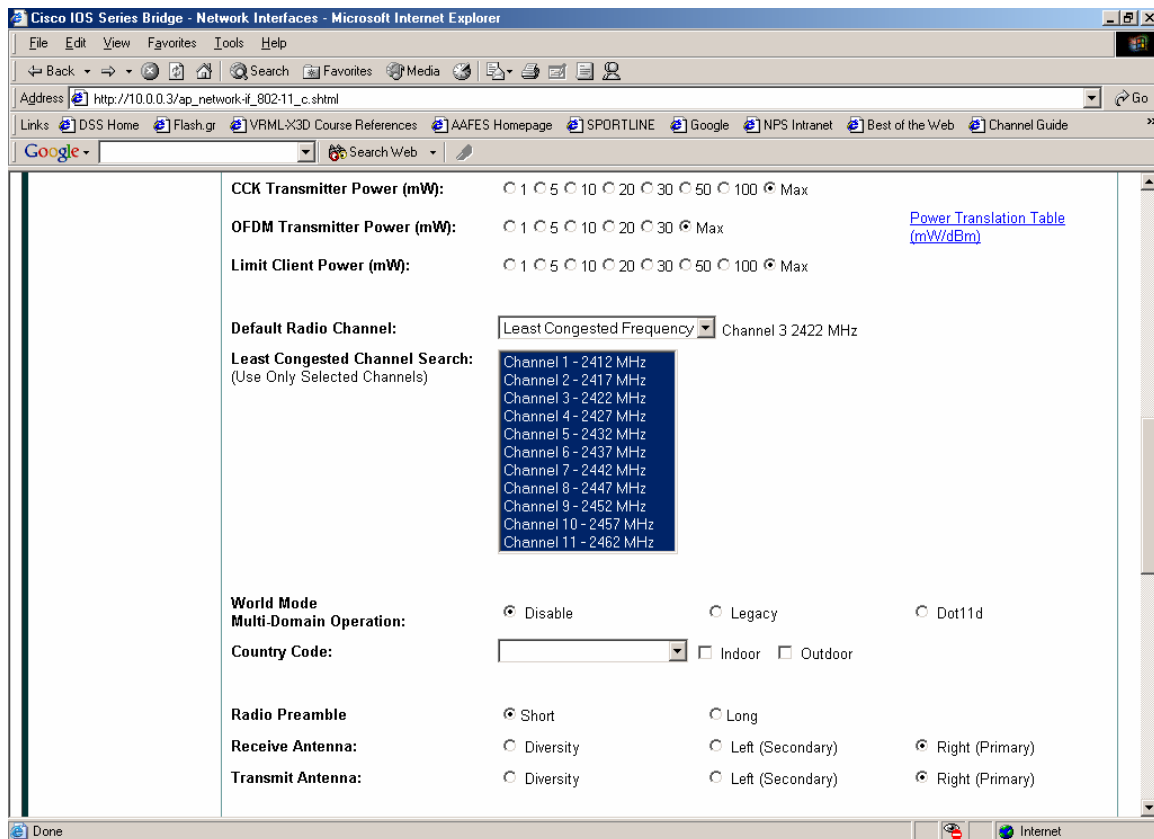 Cisco IOS Series Bridge - Network Interfaces - Microsoft Internet Explorer
File Edit View Favorites Tools Help
Back Search Favorites Media
Address http://10.0.0.3/ap_network-if_802-11_c.shtml Go
Links DSS Home Flash.gr VRML-X3D Course References AAFES Homepage SPORTLINE Google NPS Intranet Best of the Web Channel Guide »
Google Search Web
CCK Transmitter Power (mW): 1 5 10 20 30 50 100 Max
OFDM Transmitter Power (mW): 1 5 10 20 30 Max
Power Translation Table
(mW/dBm)
Limit Client Power (mW): 1 5 10 20 30 50 100 Max
Default Radio Channel: Least Congested Frequency Channel 3 2422 MHz
Least Congested Channel Search:
(Use Only Selected Channels)
Channel 1 - 2412 MHz
Channel 2 - 2417 MHz
Channel 3 - 2422 MHz
Channel 4 - 2427 MHz
Channel 5 - 2432 MHz
Channel 6 - 2437 MHz
Channel 7 - 2442 MHz
Channel 8 - 2447 MHz
Channel 9 - 2452 MHz
Channel 10 - 2457 MHz
Channel 11 - 2462 MHz
World Mode
Multi-Domain Operation: Disable Legacy Dot11d
Country Code: Indoor Outdoor
Radio Preamble Short Long
Receive Antenna: Diversity Left (Secondary) Right (Primary)
Transmit Antenna: Diversity Left (Secondary) Right (Primary)
Done Internet